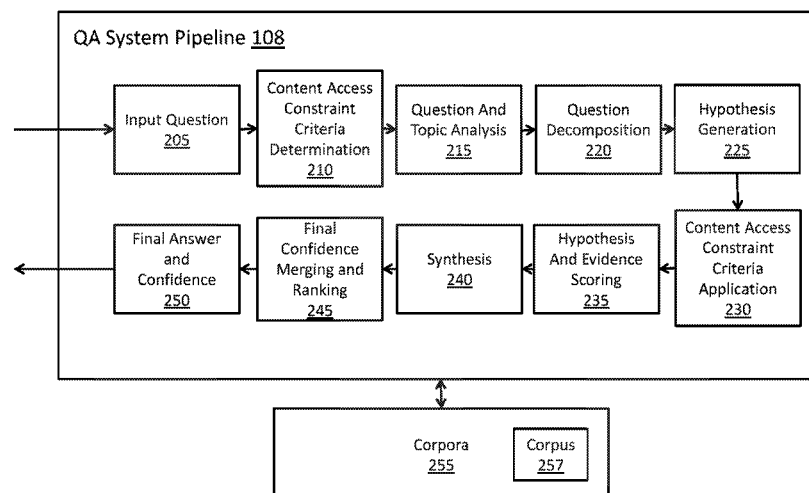 QA System Pipeline 108
Input Question
205
Content Access
Constraint
Criteria
Determination
210
Question And
Topic Analysis
215
Question
Decomposition
220
Hypothesis
Generation
225
Final Answer
and
Confidence
250
Final
Confidence
Merging and
Ranking
245
Synthesis
240
Hypothesis
And Evidence
Scoring
235
Content Access
Constraint
Criteria
Application
230
Corpora
255
Corpus
257